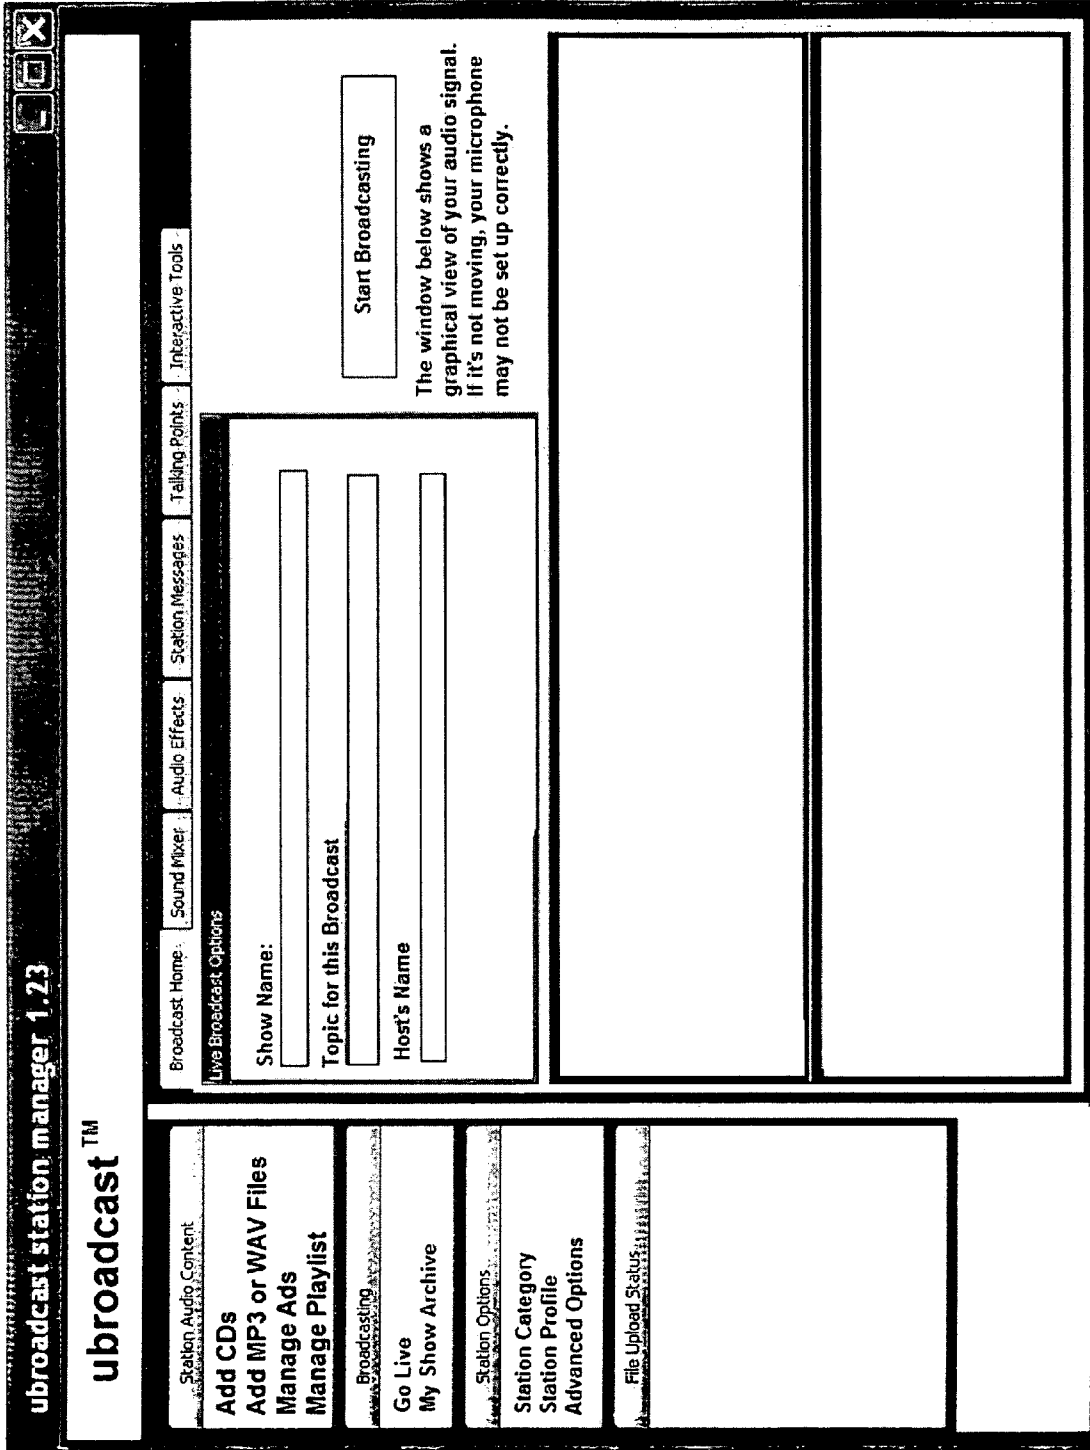 ubroadcast station manager 1.23
ubroadcast™
Station Audio Content
Add CDs
Add MP3 or WAV Files
Manage Ads
Manage Playlist
Broadcasting
Go Live
My Show Archive
Station Options
Station Category
Station Profile
Advanced Options
File Upload Status
Broadcast Home
Sound Mixer
Audio Effects
Station Messages
Talking Points
Interactive Tools
Live Broadcast Options
Show Name:
Topic for this Broadcast
Host's Name
Start Broadcasting
The window below shows a
graphical view of your audio signal.
If it's not moving, your microphone
may not be set up correctly.